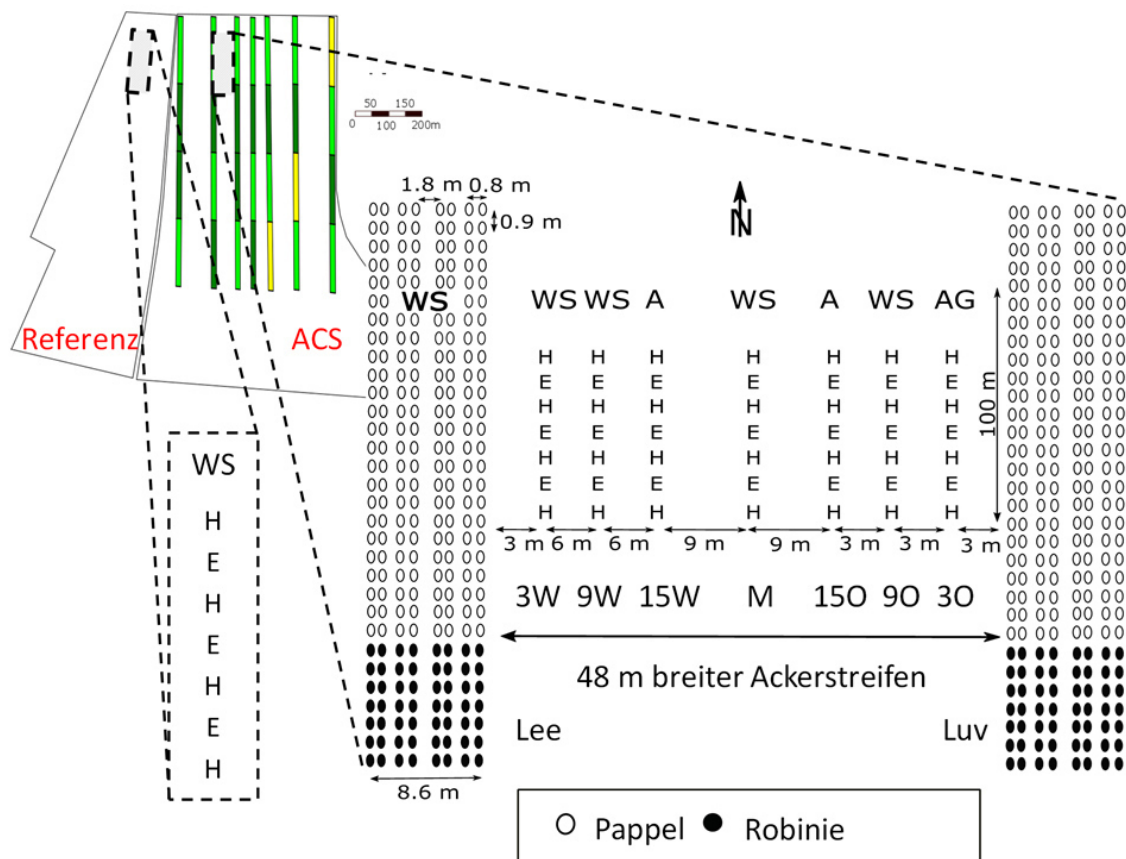 50 150
0 100 200m
1.8 m 0.8 m
0.9 m
N
WS
Referenz ACS
WS WS A WS A WS AG
H H H H H H H
E E E E E E E
H H H H H H H
E E E E E E E
H H H H H H H
E E E E E E E
H H H H H H H
100 m
3 m 6 m 6 m 9 m 9 m 3 m 3 m 3 m
3W 9W 15W M 15O 9O 3O
48 m breiter Ackerstreifen
Lee Luv
WS
H
E
H
E
H
E
H
8.6 m
Pappel Robinie